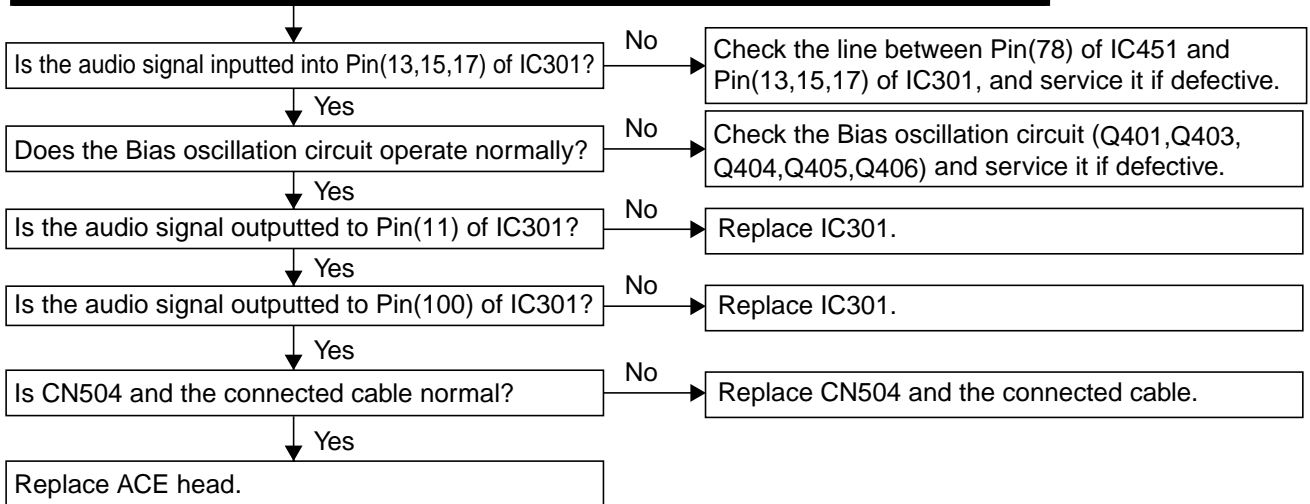 Is the audio signal inputted into Pin(13,15,17) of IC301?
No
Check the line between Pin(78) of IC451 and
Pin(13,15,17) of IC301, and service it if defective.
Yes
Does the Bias oscillation circuit operate normally?
No
Check the Bias oscillation circuit (Q401,Q403,
Q404,Q405,Q406) and service it if defective.
Yes
Is the audio signal outputted to Pin(11) of IC301?
No
Replace IC301.
Yes
Is the audio signal outputted to Pin(100) of IC301?
No
Replace IC301.
Yes
Is CN504 and the connected cable normal?
No
Replace CN504 and the connected cable.
Yes
Replace ACE head.